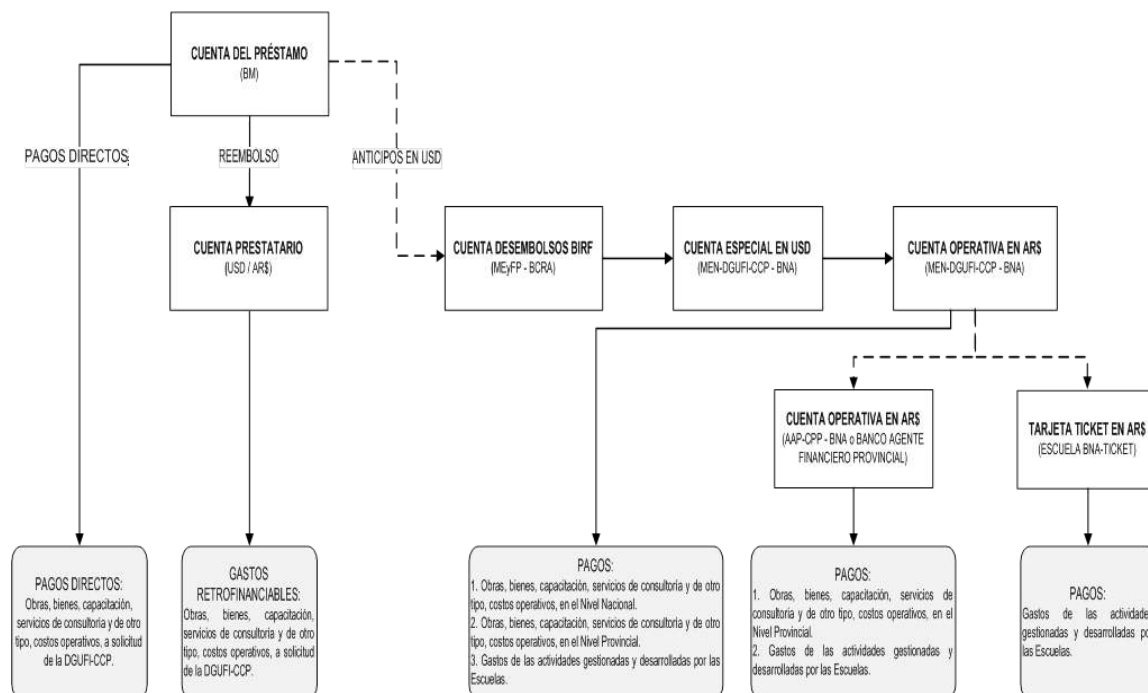 CUENTA DEL PRÉSTAMO
(BM)
PAGOS DIRECTOS:
REEMBOLSO
ANTICIPOS EN USD
CUENTA PRESTATARIO
(USD / AR$)
CUENTA DESEMBOLSOS BIRF
(MEyFP - BCRA)
CUENTA ESPECIAL EN USD
(MEN-DGUFI-CCP - BNA)
CUENTA OPERATIVA EN AR$
(MEN-DGUFI-CCP - BNA)
CUENTA OPERATIVA EN AR$
(AAP-CPP - BNA o BANCO AGENTE
FINANCIERO PROVINCIAL)
TARJETA TICKET EN AR$
(ESCUELA BNA-TICKET)
PAGOS DIRECTOS:
Obras, bienes, capacitación,
servicios de consultoria y de otro
tipo, costos operativos, a solicitud
de la DGUFI-CCP.
GASTOS
RETROFINANCIABLES:
Obras, bienes, capacitación,
servicios de consultoria y de otro
tipo, costos operativos, a solicitud
de la DGUFI-CCP.
PAGOS:
1. Obras, bienes, capacitación, servicios de consultoria y de otro
tipo, costos operativos, en el Nivel Nacional.
2. Obras, bienes, capacitación, servicios de consultoria y de otro
tipo, costos operativos, en el Nivel Provincial.
3. Gastos de las actividades gestionadas y desarrolladas por las
Escuelas.
PAGOS:
1. Obras, bienes, capacitación, servicios de
consultoria y de otro tipo, costos operativos, en el
Nivel Provincial.
2. Gastos de las actividades gestionadas y
desarrolladas por las Escuelas.
PAGOS:
Gastos de las actividade
gestionadas y desarrolladas po
las Escuelas.